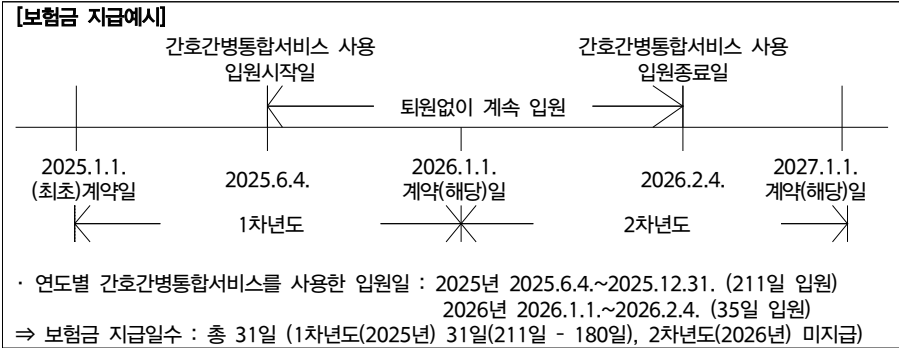 [보험금 지급예시]
간호간병통합서비스 사용 간호간병통합서비스 사용
입원시작일 입원종료일
퇴원없이 계속 입원
2025.1.1. 2025.6.4. 2026.1.1. 2026.2.4. 2027.1.1.
(최초)계약일 계약(해당)일 계약(해당)일
1차년도 2차년도
· 연도별 간호간병통합서비스를 사용한 입원일 : 2025년 2025.6.4.~2025.12.31. (211일 입원)
2026년 2026.1.1.~2026.2.4. (35일 입원)
⇒ 보험금 지급일수 : 총 31일 (1차년도(2025년) 31일(211일 - 180일), 2차년도(2026년) 미지급)